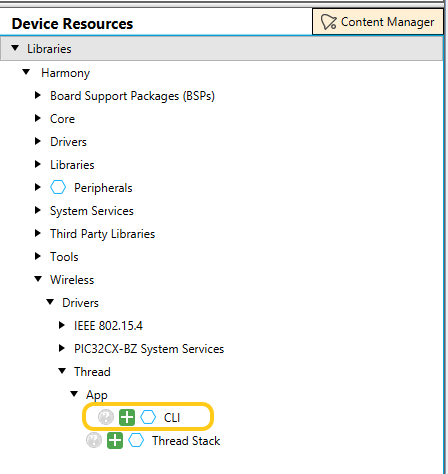 Device Resources
Content Manager
Libraries
Harmony
Board Support Packages (BSPs)
Core
Drivers
Libraries
Peripherals
System Services
Third Party Libraries
Tools
Wireless
Drivers
IEEE 802.15.4
PIC32CX-BZ System Services
Thread
App
? CLI
? Thread Stack